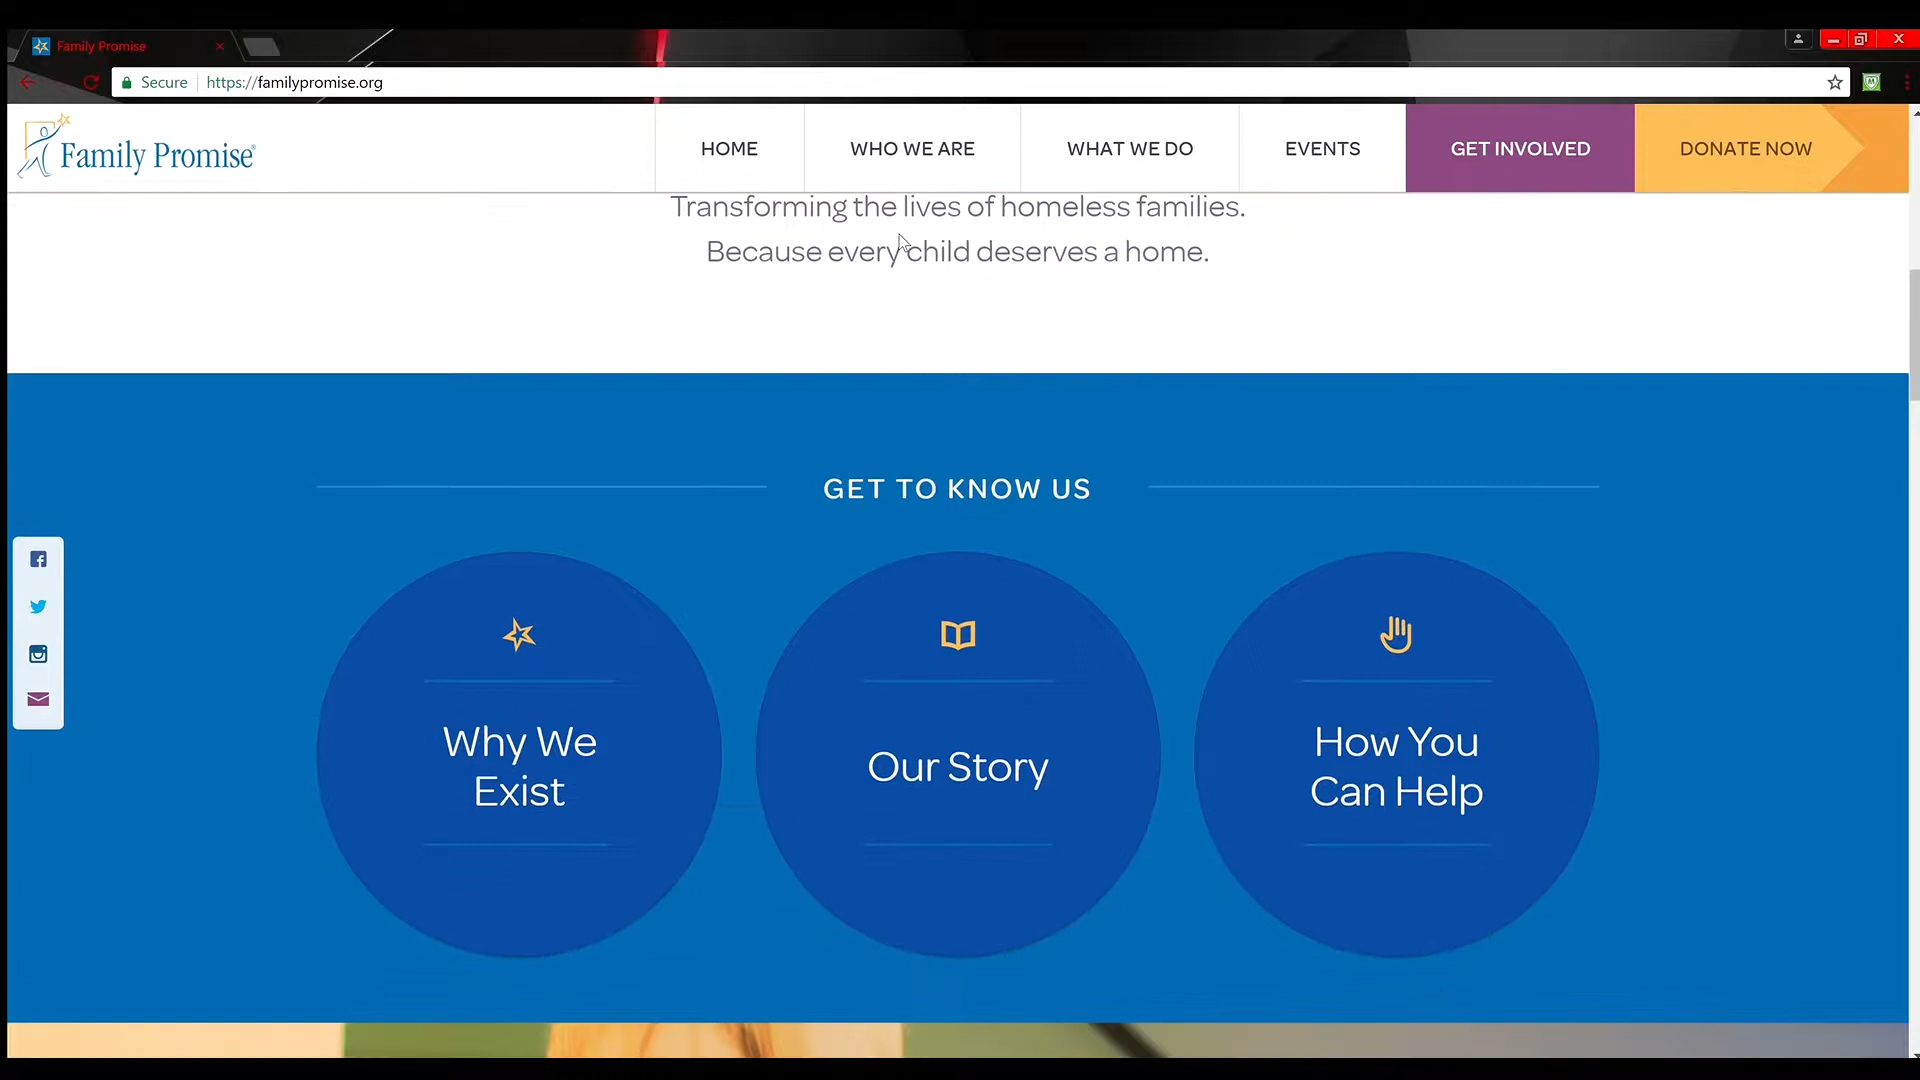 Family Promise
Secure https://familypromise.org
Family Promise®
HOME
WHO WE ARE
WHAT WE DO
EVENTS
GET INVOLVED
DONATE NOW
Transforming the lives of homeless families.
Because every child deserves a home.
GET TO KNOW US
Why We
Exist
Our Story
How You
Can Help